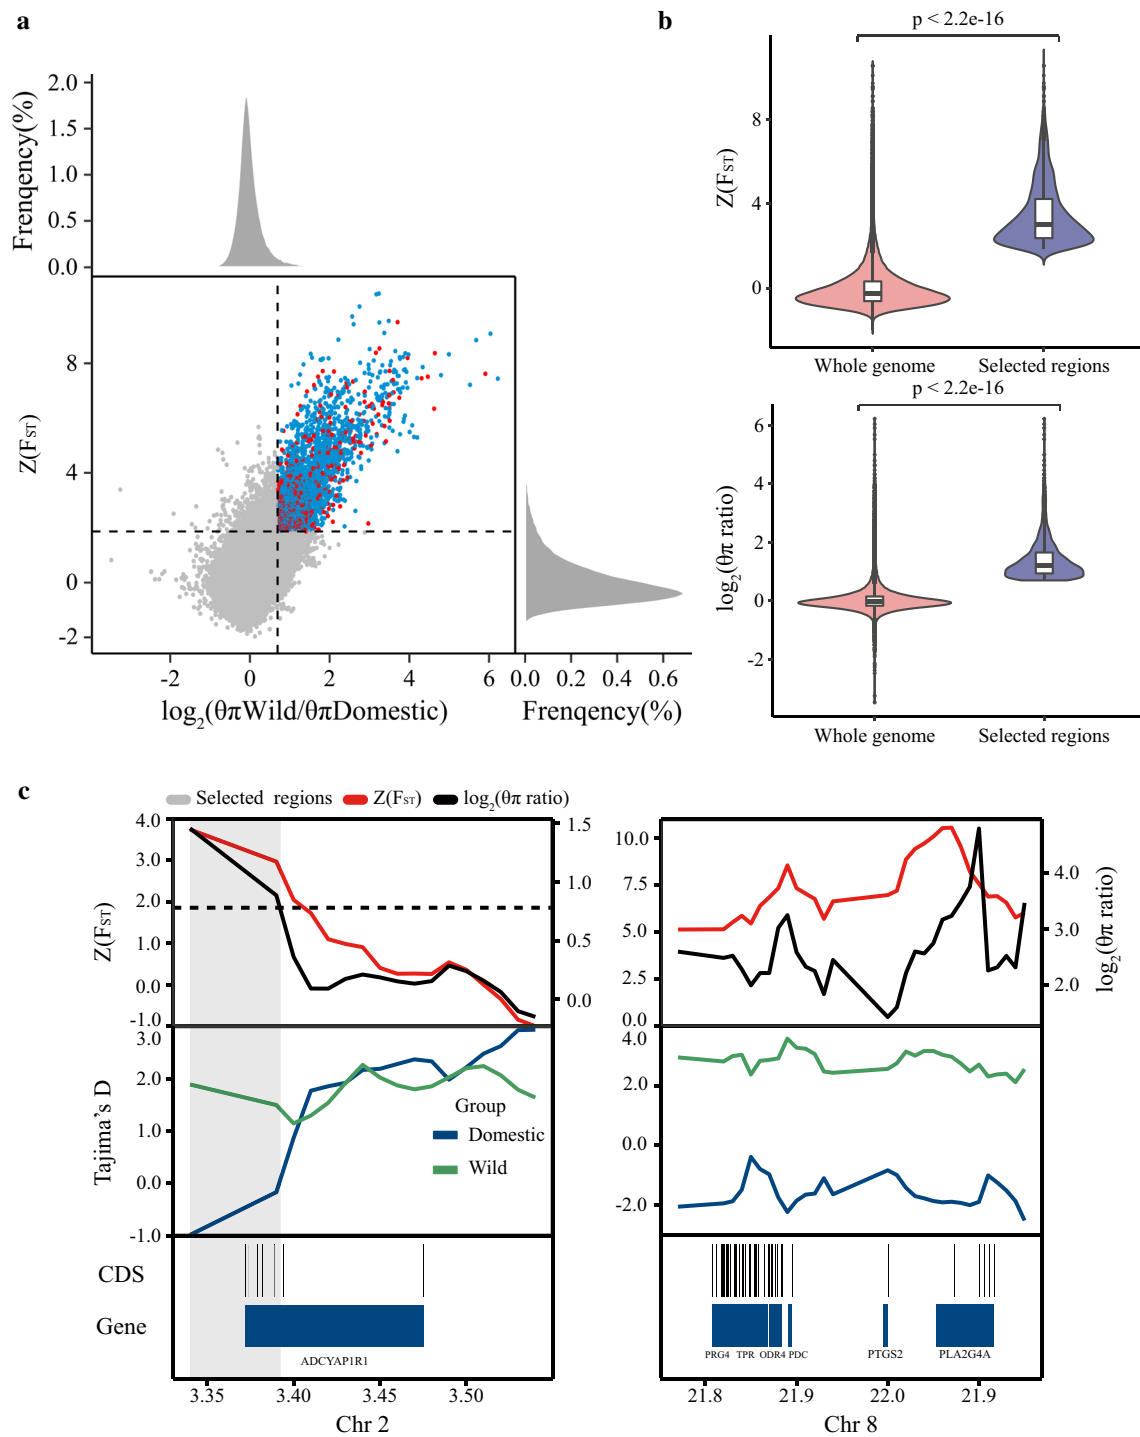 a
2.0
1.5
1.0
0.5
0.0
Frenqency(%)
8
4
0
-2
Z(FST)
-2 0 2 4 6
log2(θπWild/θπDomestic)
0.0 0.2 0.4 0.6
Frenqency(%)
b
p < 2.2e-16
8
4
0
Z(FST)
Whole genome Selected regions
p < 2.2e-16
6
4
2
0
-2
log2(θπ ratio)
Whole genome Selected regions
c
Selected regions Z(FST) log2(θπ ratio)
4.0
3.0
2.0
1.0
0.0
-1.0
Z(FST)
1.5
1.0
0.5
0.0
3.0
2.0
1.0
0.0
-1.0
Tajima's D
Group
Domestic
Wild
CDS
Gene
ADCYAP1R1
3.35 3.40 3.45 3.50
Chr 2
10.0
7.5
5.0
2.5
0.0
4.0
3.0
2.0
log2(θπ ratio)
4.0
2.0
0.0
-2.0
PRG4 TPR ODR4 PDC PTGS2 PLA2G4A
21.8 21.9 22.0 21.9
Chr 8